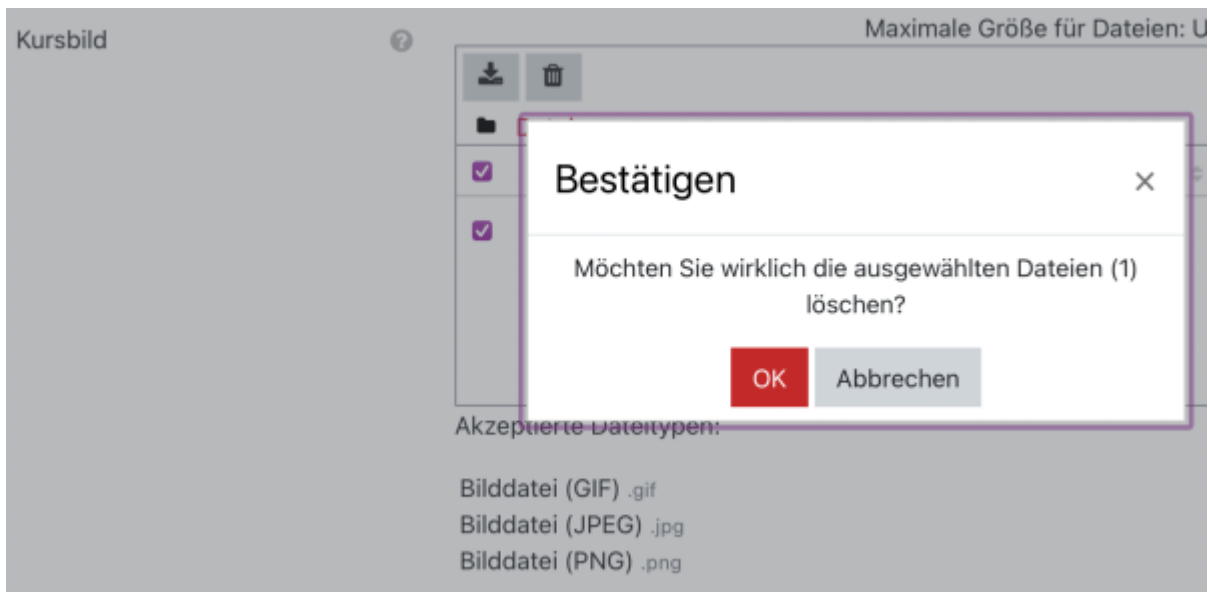 Maximale Größe für Dateien: U
Kursbild
Bestätigen
Möchten Sie wirklich die ausgewählten Dateien (1)
löschen?
OK Abbrechen
Akzeptierte Dateitypen:
Bilddatei (GIF) .gif
Bilddatei (JPEG) .jpg
Bilddatei (PNG) .png